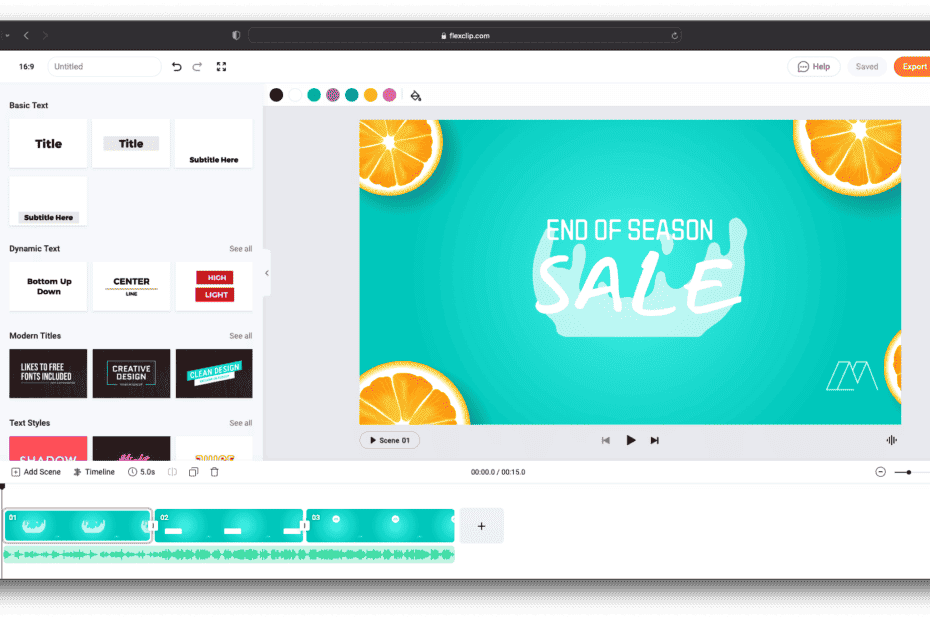 flexclip.com
16:9
Untitled
Help
Saved
Export
Basic Text
Title
Title
Subtitle Here
Subtitle Here
Dynamic Text
See all
Bottom Up
Down
CENTER
LINE
HIGH
LIGHT
Modern Titles
See all
LIKES TO FREE
FONTS INCLUDED
CREATIVE
DESIGN
CLEAN DESIGN
Text Styles
See all
SHADOW
END OF SEASON
SALE
Scene 01
Add Scene
Timeline
5.0s
00:00.0 / 00:15.0
01
02
03